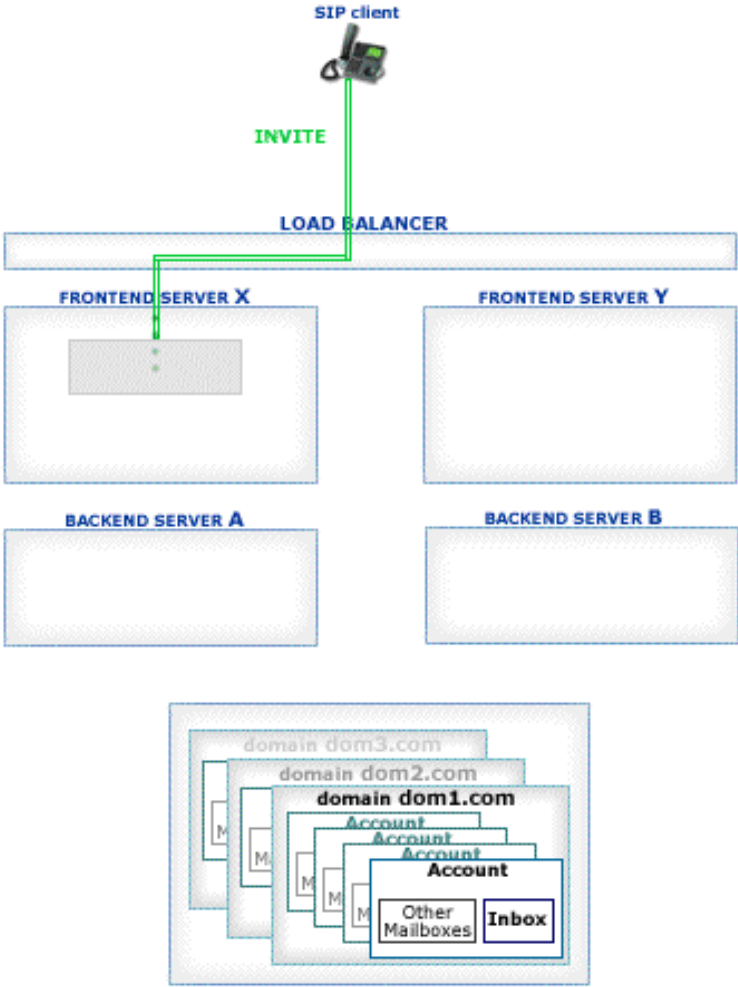 SIP client
INVITE
LOAD BALANCER
FRONTEND SERVER X
FRONTEND SERVER Y
BACKEND SERVER A
BACKEND SERVER B
domain dom3.com
domain dom2.com
domain dom1.com
Account
Account
Account
Account
M
M
M
M
M
Other
Mailboxes
Inbox